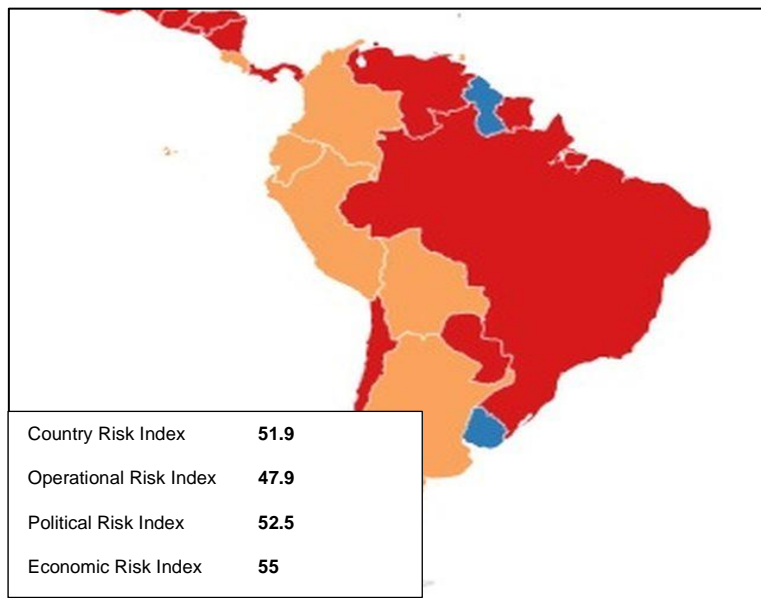 Country Risk Index 51.9
Operational Risk Index 47.9
Political Risk Index 52.5
Economic Risk Index 55